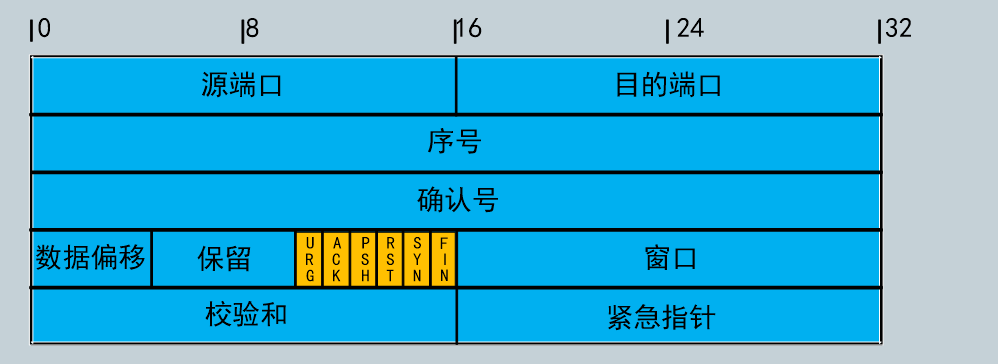 0 8 16 24 32
源端口 目的端口
序号
确认号
数据偏移 保留 URG ACK PSH RST SYN FIN 窗口
校验和 紧急指针